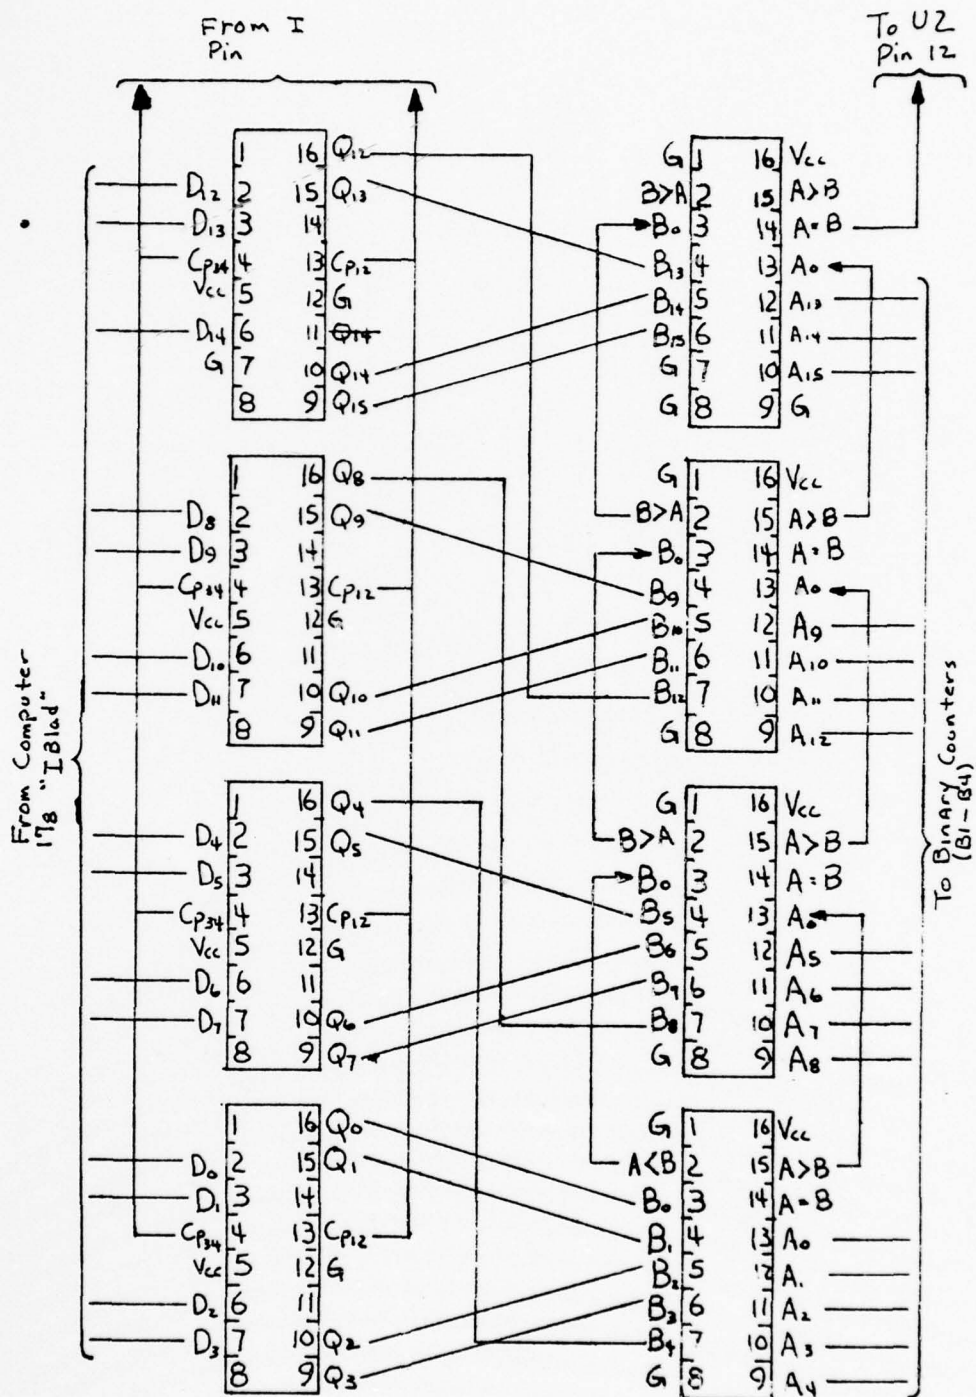 From I
Pin
To U2
Pin 12
From Computer
17₈ "IBlad"
To Binary Counters
(B1-B4)
1 16 Q₁₂
D₁₂ 2 15 Q₁₃
D₁₃ 3 14
Cp₃₄ 4 13 Cp₁₂
Vcc 5 12 G
D₁₄ 6 11 Q₁₄
G 7 10 Q₁₄
8 9 Q₁₅
G 1 16 Vcc
B>A 2 15 A>B
B₀ 3 14 A=B
B₁₃ 4 13 A₀
B₁₄ 5 12 A₁₃
B₁₅ 6 11 A₁₄
G 7 10 A₁₅
G 8 9 G
1 16 Q₈
D₈ 2 15 Q₉
D₉ 3 14
Cp₃₄ 4 13 Cp₁₂
Vcc 5 12 G
D₁₀ 6 11
D₁₁ 7 10 Q₁₀
8 9 Q₁₁
G 1 16 Vcc
B>A 2 15 A>B
B₀ 3 14 A=B
B₉ 4 13 A₀
B₁₀ 5 12 A₉
B₁₁ 6 11 A₁₀
B₁₂ 7 10 A₁₁
G 8 9 A₁₂
1 16 Q₄
D₄ 2 15 Q₅
D₅ 3 14
Cp₃₄ 4 13 Cp₁₂
Vcc 5 12 G
D₆ 6 11
D₇ 7 10 Q₆
8 9 Q₇
G 1 16 Vcc
B>A 2 15 A>B
B₀ 3 14 A=B
B₅ 4 13 A₀
B₆ 5 12 A₅
B₇ 6 11 A₆
B₈ 7 10 A₇
G 8 9 A₈
1 16 Q₀
D₀ 2 15 Q₁
D₁ 3 14
Cp₃₄ 4 13 Cp₁₂
Vcc 5 12 G
D₂ 6 11
D₃ 7 10 Q₂
8 9 Q₃
G 1 16 Vcc
A<B 2 15 A>B
B₀ 3 14 A=B
B₁ 4 13 A₀
B₂ 5 12 A₁
B₃ 6 11 A₂
B₄ 7 10 A₃
G 8 9 A₄